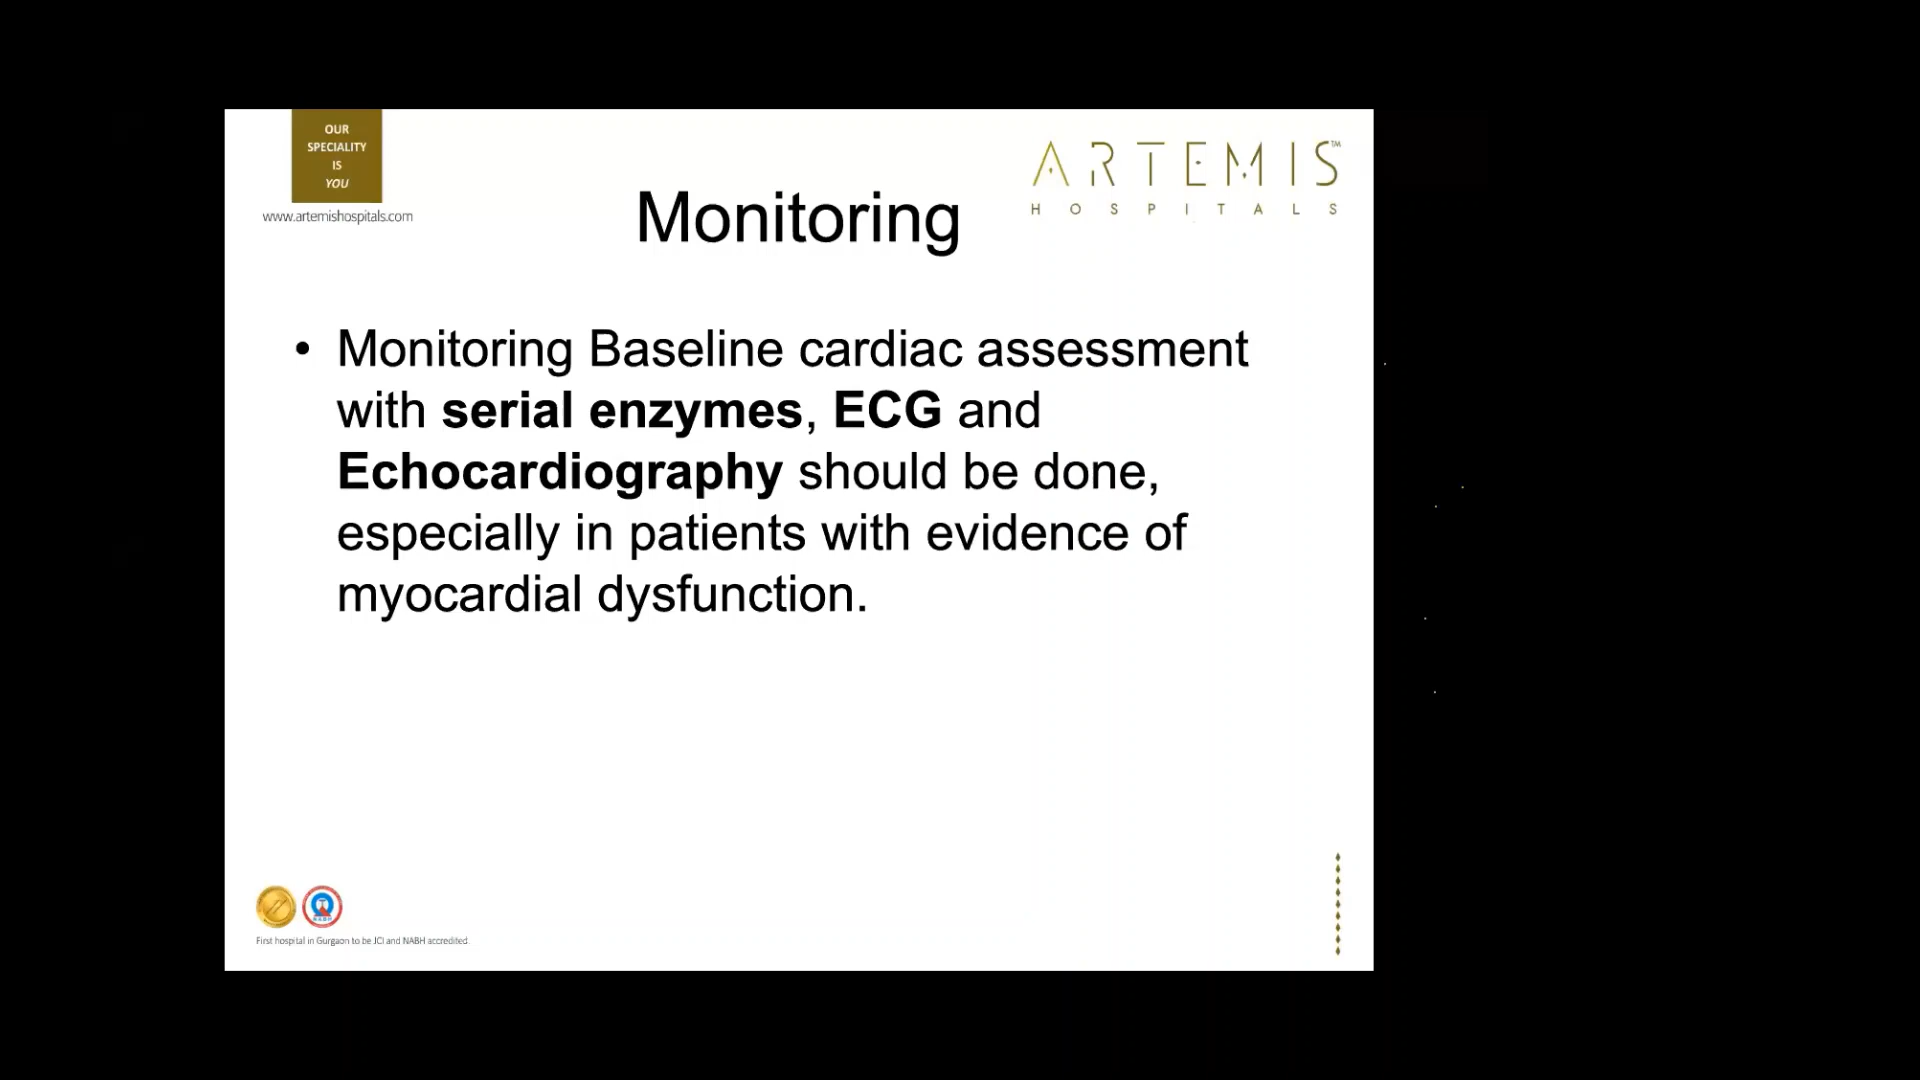 OUR
SPECIALITY
IS
YOU
www.artemishospitals.com
ARTEMIS™
HOSPITALS
Monitoring
• Monitoring Baseline cardiac assessment
with serial enzymes, ECG and
Echocardiography should be done,
especially in patients with evidence of
myocardial dysfunction.
First hospital in Gurgaon to be JCI and NABH accredited.